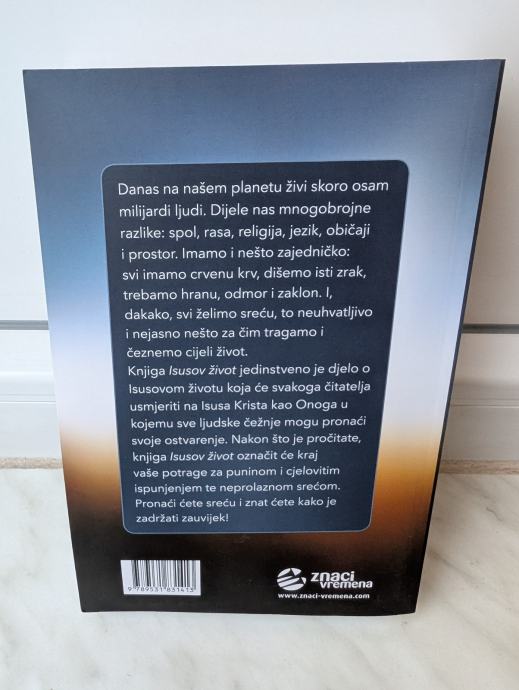 Danas na našem planetu živi skoro osam
milijardi ljudi. Dijele nas mnogobrojne
razlike: spol, rasa, religija, jezik, običaji
i prostor. Imamo i nešto zajedničko:
svi imamo crvenu krv, dišemo isti zrak,
trebamo hranu, odmor i zaklon. I,
dakako, svi želimo sreću, to neuhvatljivo
i nejasno nešto za čim tragamo i
čeznemo cijeli život.
Knjiga Isusov život jedinstveno je djelo o
Isusovom životu koja će svakoga čitatelja
usmjeriti na Isusa Krista kao Onoga u
kojemu sve ljudske čežnje mogu pronaći
svoje ostvarenje. Nakon što je pročitate,
knjiga Isusov život označit će kraj
vaše potrage za puninom i cjelovitim
ispunjenjem te neprolaznom srećom.
Pronaći ćete sreću i znat ćete kako je
zadržati zauvijek!
9 789531 831413
znaci
vremena
www.znaci-vremena.com